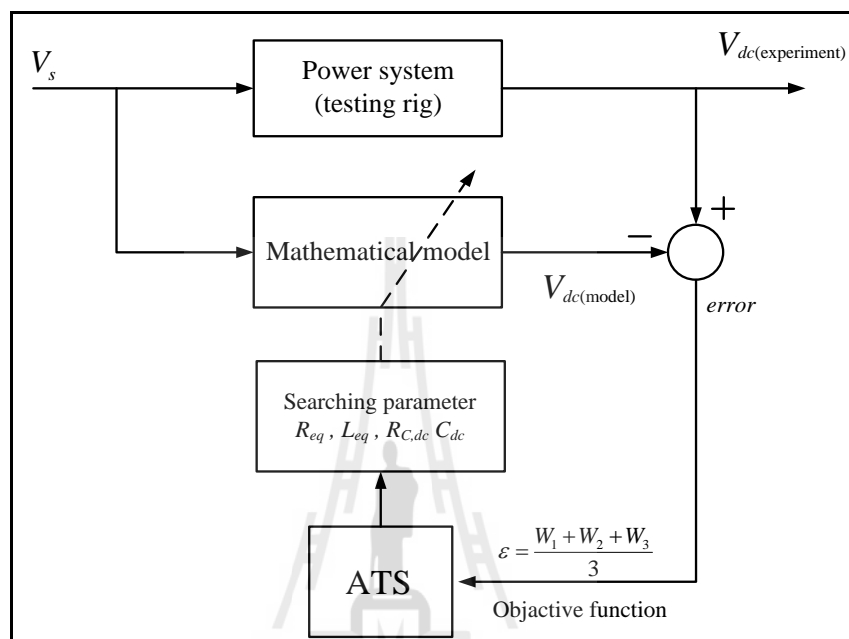 V_s
Power system
(testing rig)
V_dc(experiment)
+
Mathematical model
−
V_dc(model)
error
Searching parameter
R_eq , L_eq , R_C,dc C_dc
ATS
ε = (W_1 + W_2 + W_3) / 3
Objactive function